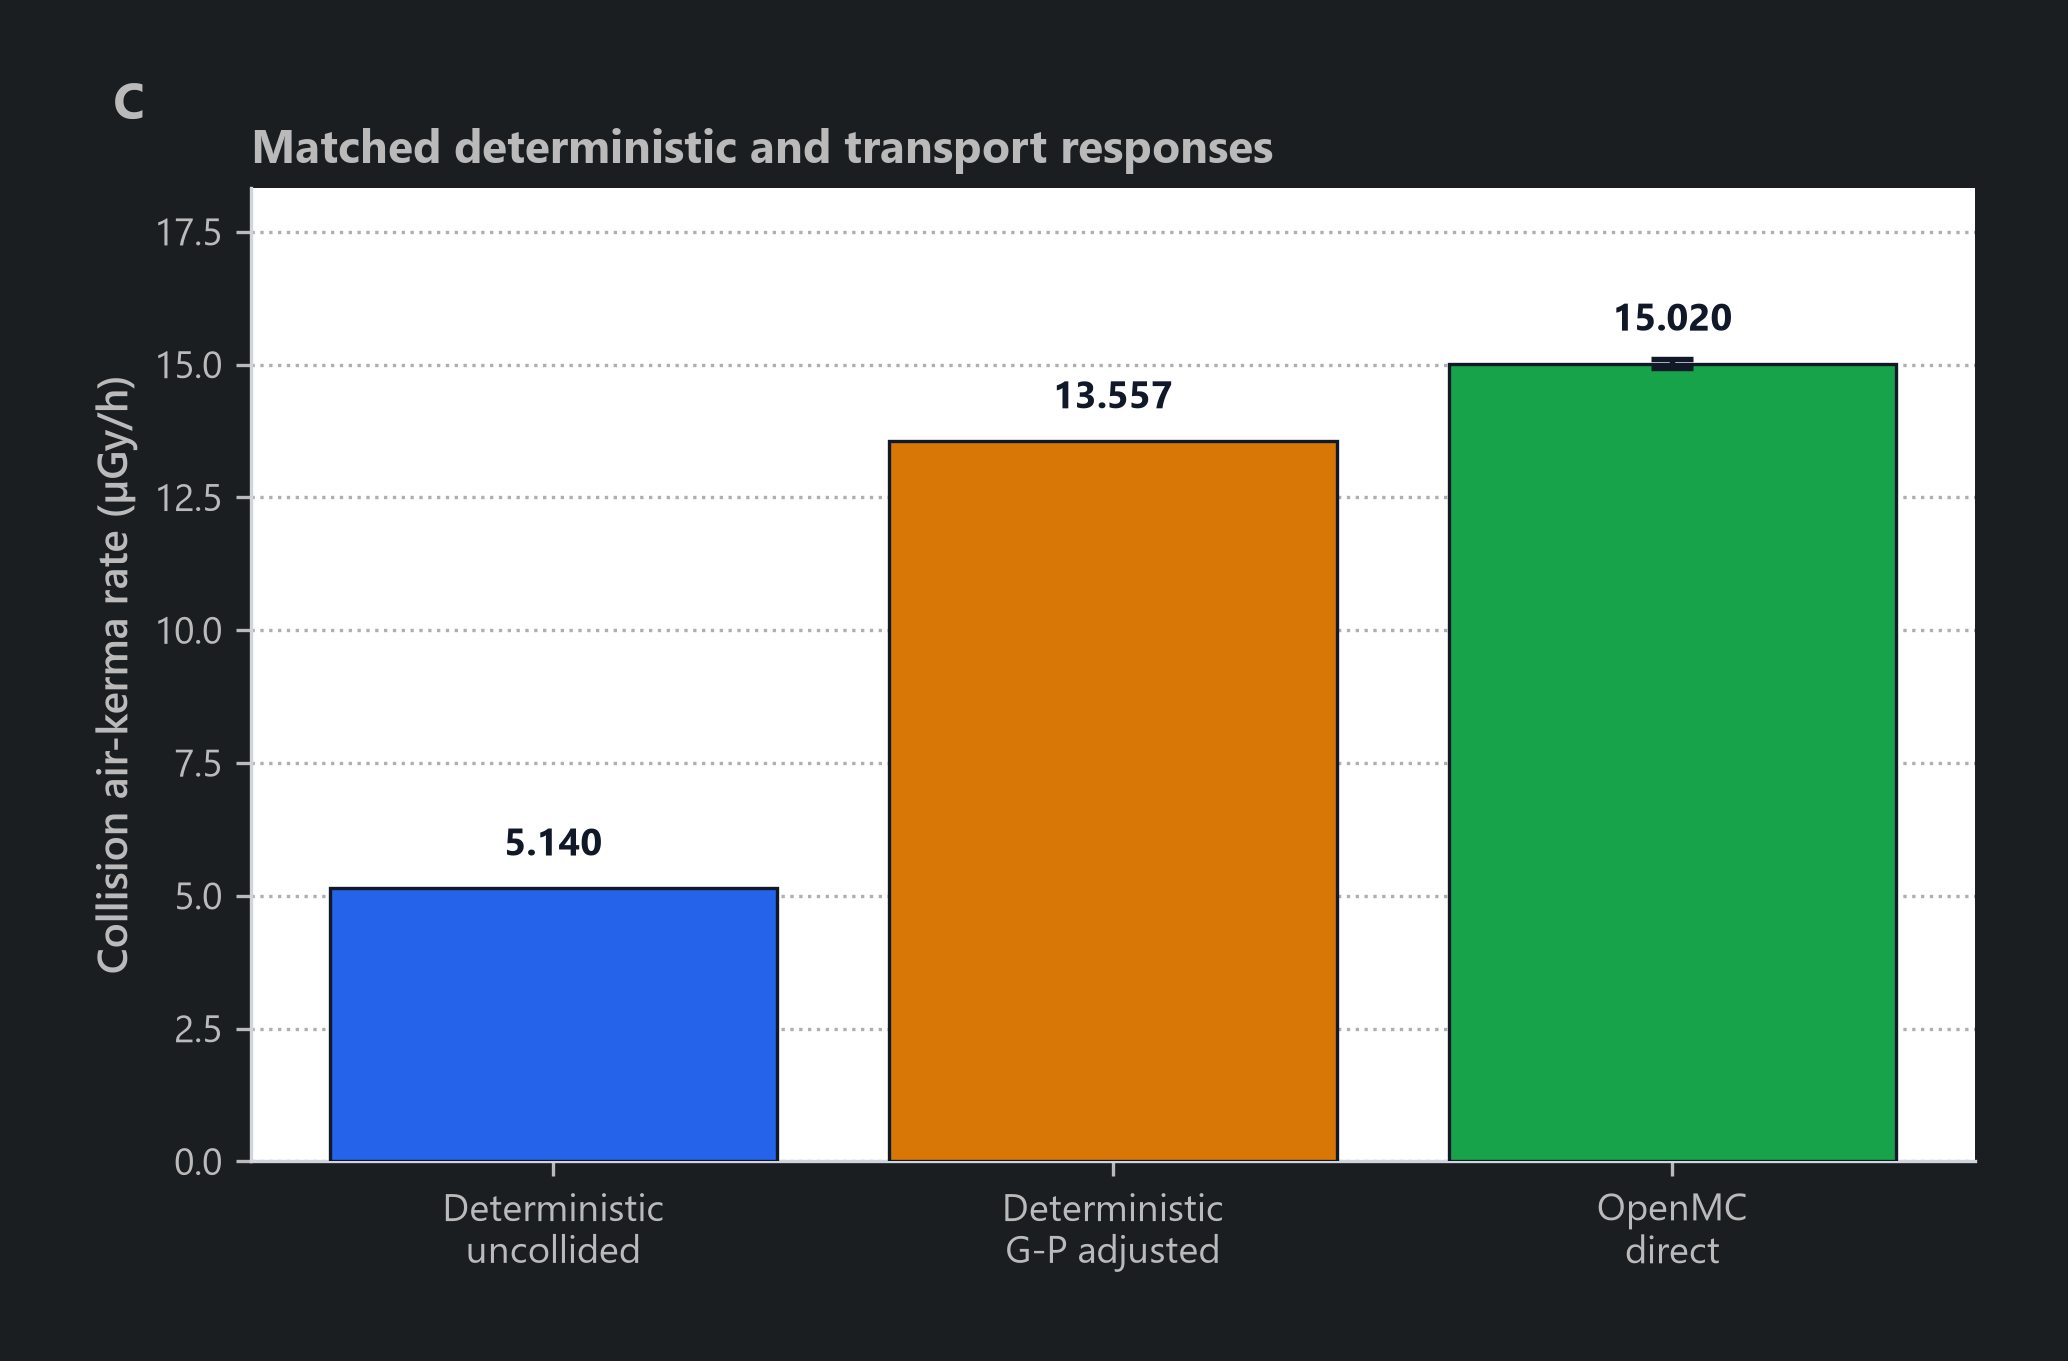 C
Matched deterministic and transport responses
Collision air-kerma rate (µGy/h)
17.5
15.0
12.5
10.0
7.5
5.0
2.5
0.0
5.140
13.557
15.020
Deterministic
uncollided
Deterministic
G-P adjusted
OpenMC
direct